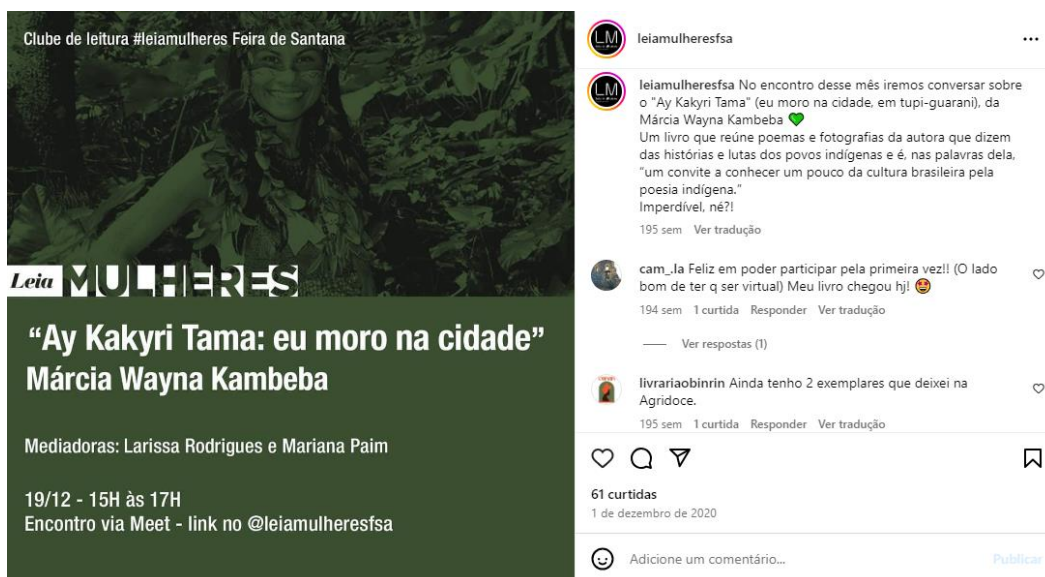 Clube de leitura #leiamulheres Feira de Santana
Leia MULHERES
“Ay Kakyri Tama: eu moro na cidade”
Márcia Wayna Kambeba
Mediadoras: Larissa Rodrigues e Mariana Paim
19/12 - 15H às 17H
Encontro via Meet - link no @leiamulheresfsa
LM
leiamulheresfsa
LM
leiamulheresfsa No encontro desse mês iremos conversar sobre
o "Ay Kakyri Tama" (eu moro na cidade, em tupi-guarani), da
Márcia Wayna Kambeba 💚
Um livro que reúne poemas e fotografias da autora que dizem
das histórias e lutas dos povos indígenas e é, nas palavras dela,
"um convite a conhecer um pouco da cultura brasileira pela
poesia indígena."
Imperdível, né?!
195 sem Ver tradução
cam_.la Feliz em poder participar pela primeira vez!! (O lado
bom de ter q ser virtual) Meu livro chegou hj! 🤩
194 sem 1 curtida Responder Ver tradução
Ver respostas (1)
livrariaobinrin Ainda tenho 2 exemplares que deixei na
Agridoce.
195 sem 1 curtida Responder Ver tradução
61 curtidas
1 de dezembro de 2020
Adicione um comentário...
Publicar